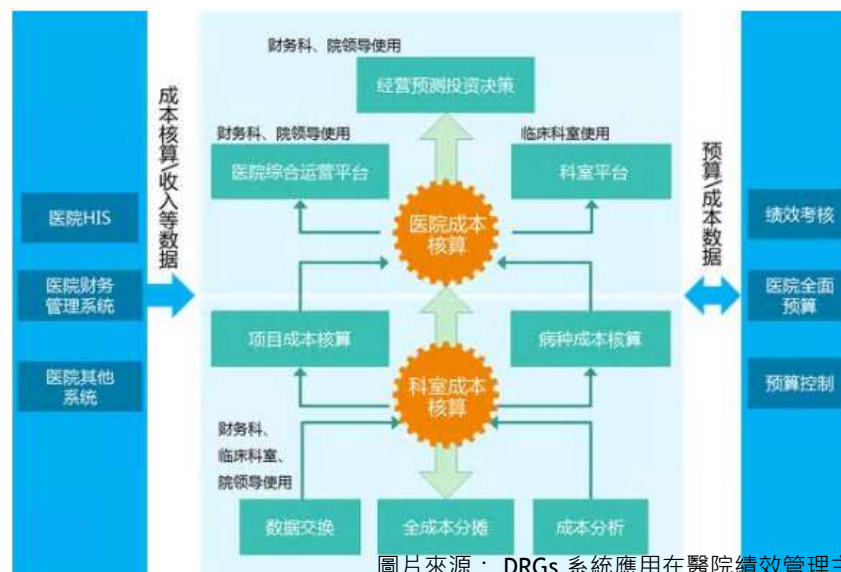 财务科、院领导使用
经营预测投资决策
财务科、院领导使用
临床科室使用
医院综合运营平台
科室平台
成本核算/收入等数据
预算/成本数据
医院HIS
医院财务
管理系统
医院其他
系统
医院成本
核算
绩效考核
医院全面
预算
预算控制
项目成本核算
病种成本核算
科室成本
核算
财务科、
临床科室、
院领导使用
数据交换
全成本分摊
成本分析
圖片來源： DRGs 系統應用在醫院績效管理主